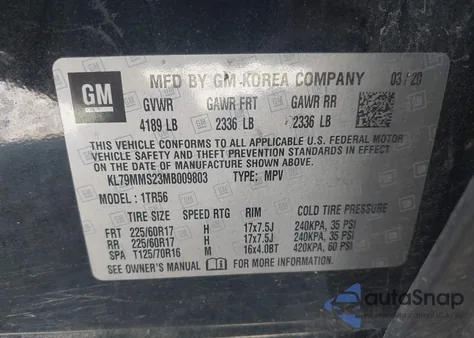 GM
MFD BY GM KOREA COMPANY 03/20
GVWR GAWR FRT GAWR RR
4189 LB 2336 LB 2336 LB
THIS VEHICLE CONFORMS TO ALL APPLICABLE U.S. FEDERAL MOTOR
VEHICLE SAFETY AND THEFT PREVENTION STANDARDS IN EFFECT
ON THE DATE OF MANUFACTURE SHOWN ABOVE.
KL79MMS23MB009803 TYPE: MPV
MODEL: 1TR56
TIRE SIZE SPEED RTG RIM COLD TIRE PRESSURE
FRT 225/60R17 H 17x7.5J 240KPA, 35 PSI
RR 225/60R17 H 17x7.5J 240KPA, 35 PSI
SPA T125/70R16 M 16x4.0BT 420KPA, 60 PSI
SEE OWNER'S MANUAL FOR MORE INFORMATION
autoSnap